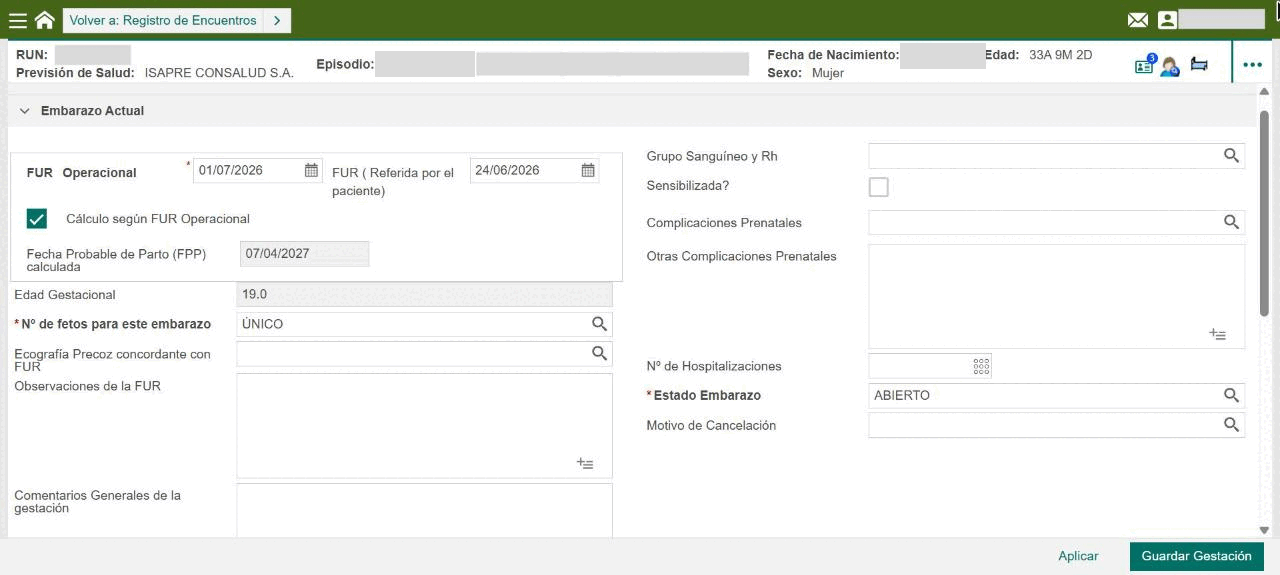 Volver a: Registro de Encuentros
RUN:
Previsión de Salud: ISAPRE CONSALUD S.A.
Episodio:
Fecha de Nacimiento:
Edad: 33A 9M 2D
Sexo: Mujer
3
Embarazo Actual
FUR Operacional
* 01/07/2026
FUR ( Referida por el
paciente)
24/06/2026
Cálculo según FUR Operacional
Fecha Probable de Parto (FPP)
calculada
07/04/2027
Edad Gestacional
19.0
*Nº de fetos para este embarazo
ÚNICO
Ecografía Precoz concordante con
FUR
Observaciones de la FUR
Comentarios Generales de la
gestación
Grupo Sanguíneo y Rh
Sensibilizada?
Complicaciones Prenatales
Otras Complicaciones Prenatales
Nº de Hospitalizaciones
*Estado Embarazo
ABIERTO
Motivo de Cancelación
Aplicar
Guardar Gestación